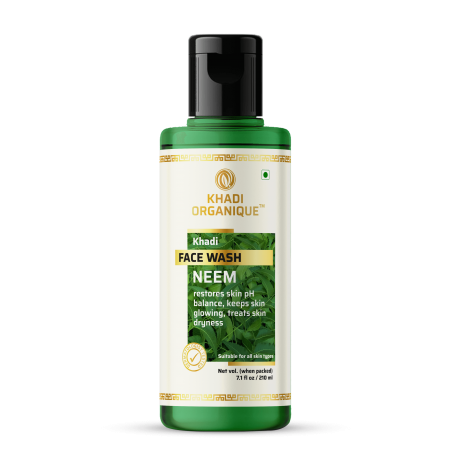 KHADI
ORGANIQUE™
Khadi
FACE WASH
NEEM
restores skin pH
balance, keeps skin
glowing, treats skin
dryness
Suitable for all skin types
Net vol. (when packed)
7.1 fl oz / 210 ml